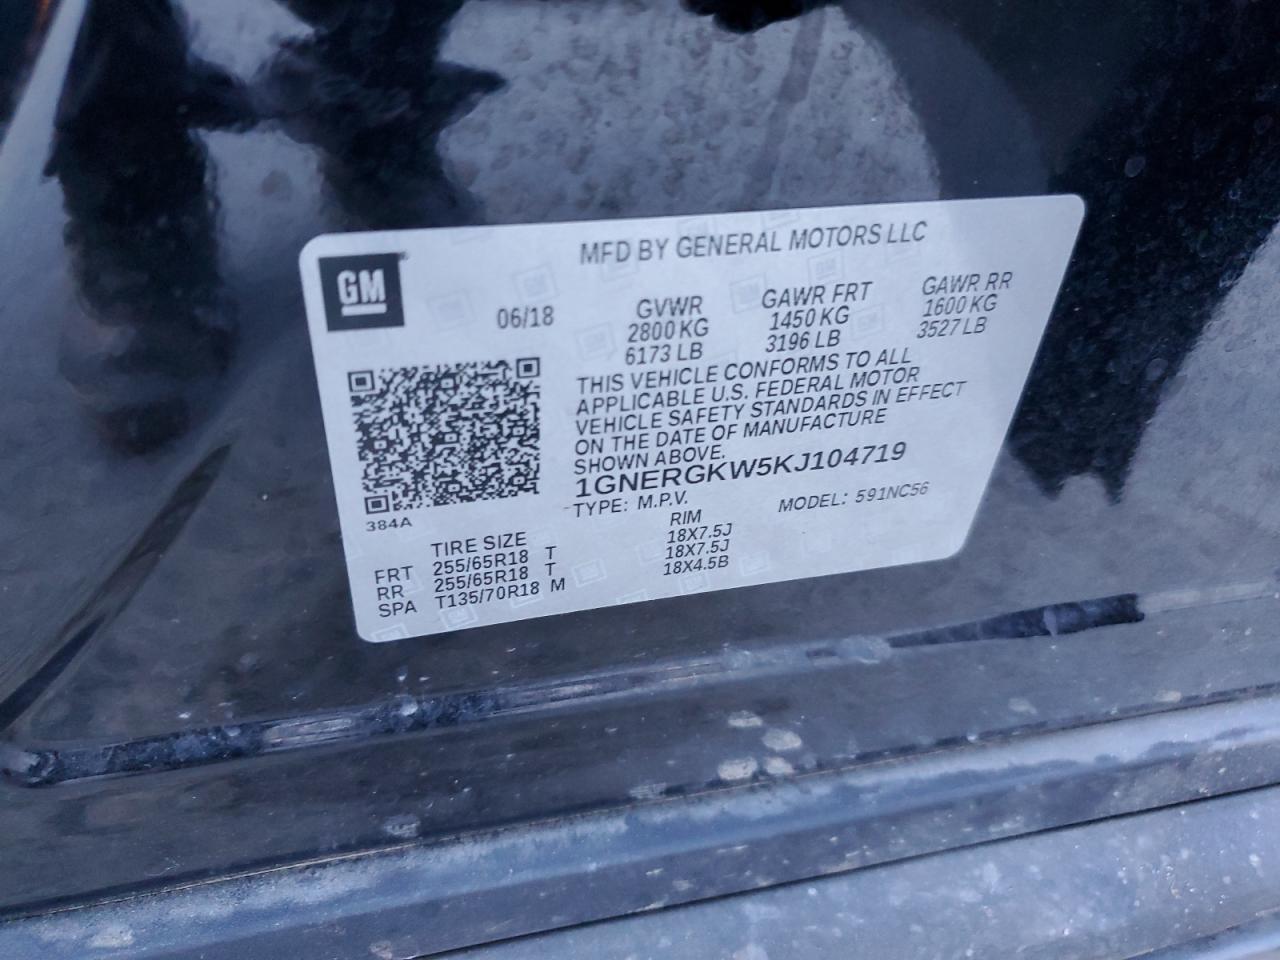 GM
MFD BY GENERAL MOTORS LLC
06/18
GVWR GAWR FRT GAWR RR
2800 KG 1450 KG 1600 KG
6173 LB 3196 LB 3527 LB
THIS VEHICLE CONFORMS TO ALL
APPLICABLE U.S. FEDERAL MOTOR
VEHICLE SAFETY STANDARDS IN EFFECT
ON THE DATE OF MANUFACTURE
SHOWN ABOVE.
1GNERGKW5KJ104719
TYPE: M.P.V. MODEL: 591NC56
384A
TIRE SIZE RIM
FRT 255/65R18 T 18X7.5J
RR 255/65R18 T 18X7.5J
SPA T135/70R18 M 18X4.5B